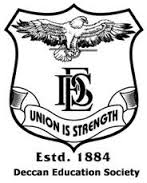 DES
UNION IS STRENGTH
Estd. 1884
Deccan Education Society